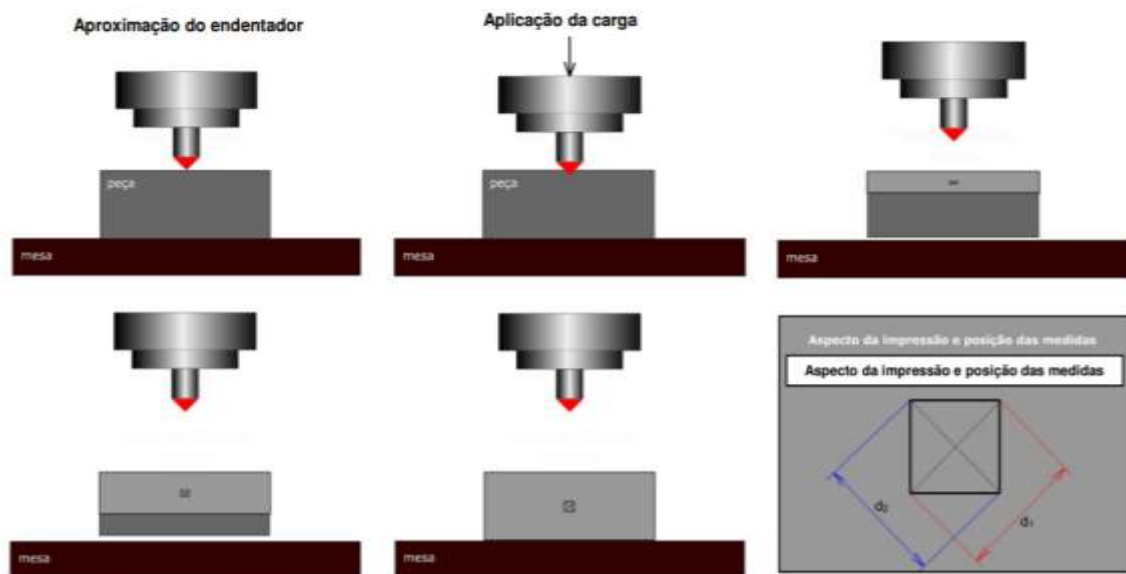 Aproximação do endentador
Aplicação da carga
peça
mesa
peça
mesa
mesa
mesa
mesa
Aspecto da impressão e posição das medidas
Aspecto da impressão e posição das medidas
d₂
d₁